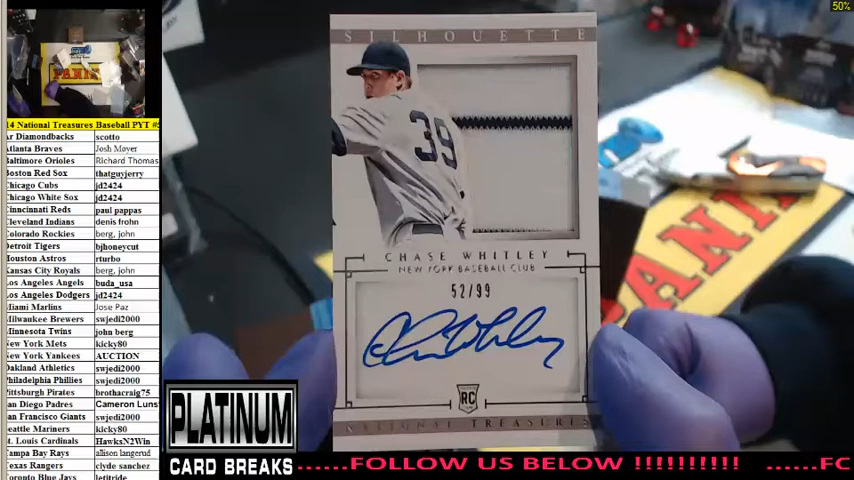 50%
14 National Treasures Baseball PYT #
Ar Diamondbacks scotto
Atlanta Braves Josh Moyer
Baltimore Orioles Richard Thomas
Boston Red Sox thatguyjerry
Chicago Cubs jd2424
Chicago White Sox jd2424
Cincinnati Reds paul pappas
Cleveland Indians denis frohn
Colorado Rockies berg, john
Detroit Tigers bjhoneycut
Houston Astros rturbo
Kansas City Royals berg, john
Los Angeles Angels buda_usa
Los Angeles Dodgers jd2424
Miami Marlins Jose Paz
Milwaukee Brewers swjedi2000
Minnesota Twins john berg
New York Mets kicky80
New York Yankees AUCTION
Oakland Athletics swjedi2000
Philadelphia Phillies swjedi2000
Pittsburgh Pirates brothacraig75
San Diego Padres Cameron Luns
San Francisco Giants swjedi2000
Seattle Mariners kicky80
St. Louis Cardinals HawksN2Win
Tampa Bay Rays allison langerud
Texas Rangers clyde sanchez
Toronto Blue Jays letitride
SILHOUETTE
39
CHASE WHITLEY
NEW YORK BASEBALL CLUB
52/99
RC
NATIONAL TREASURES
PANINI
PANINI
PLATINUM
CARD BREAKS
......FOLLOW US BELOW !!!!!!!!!! ......FO